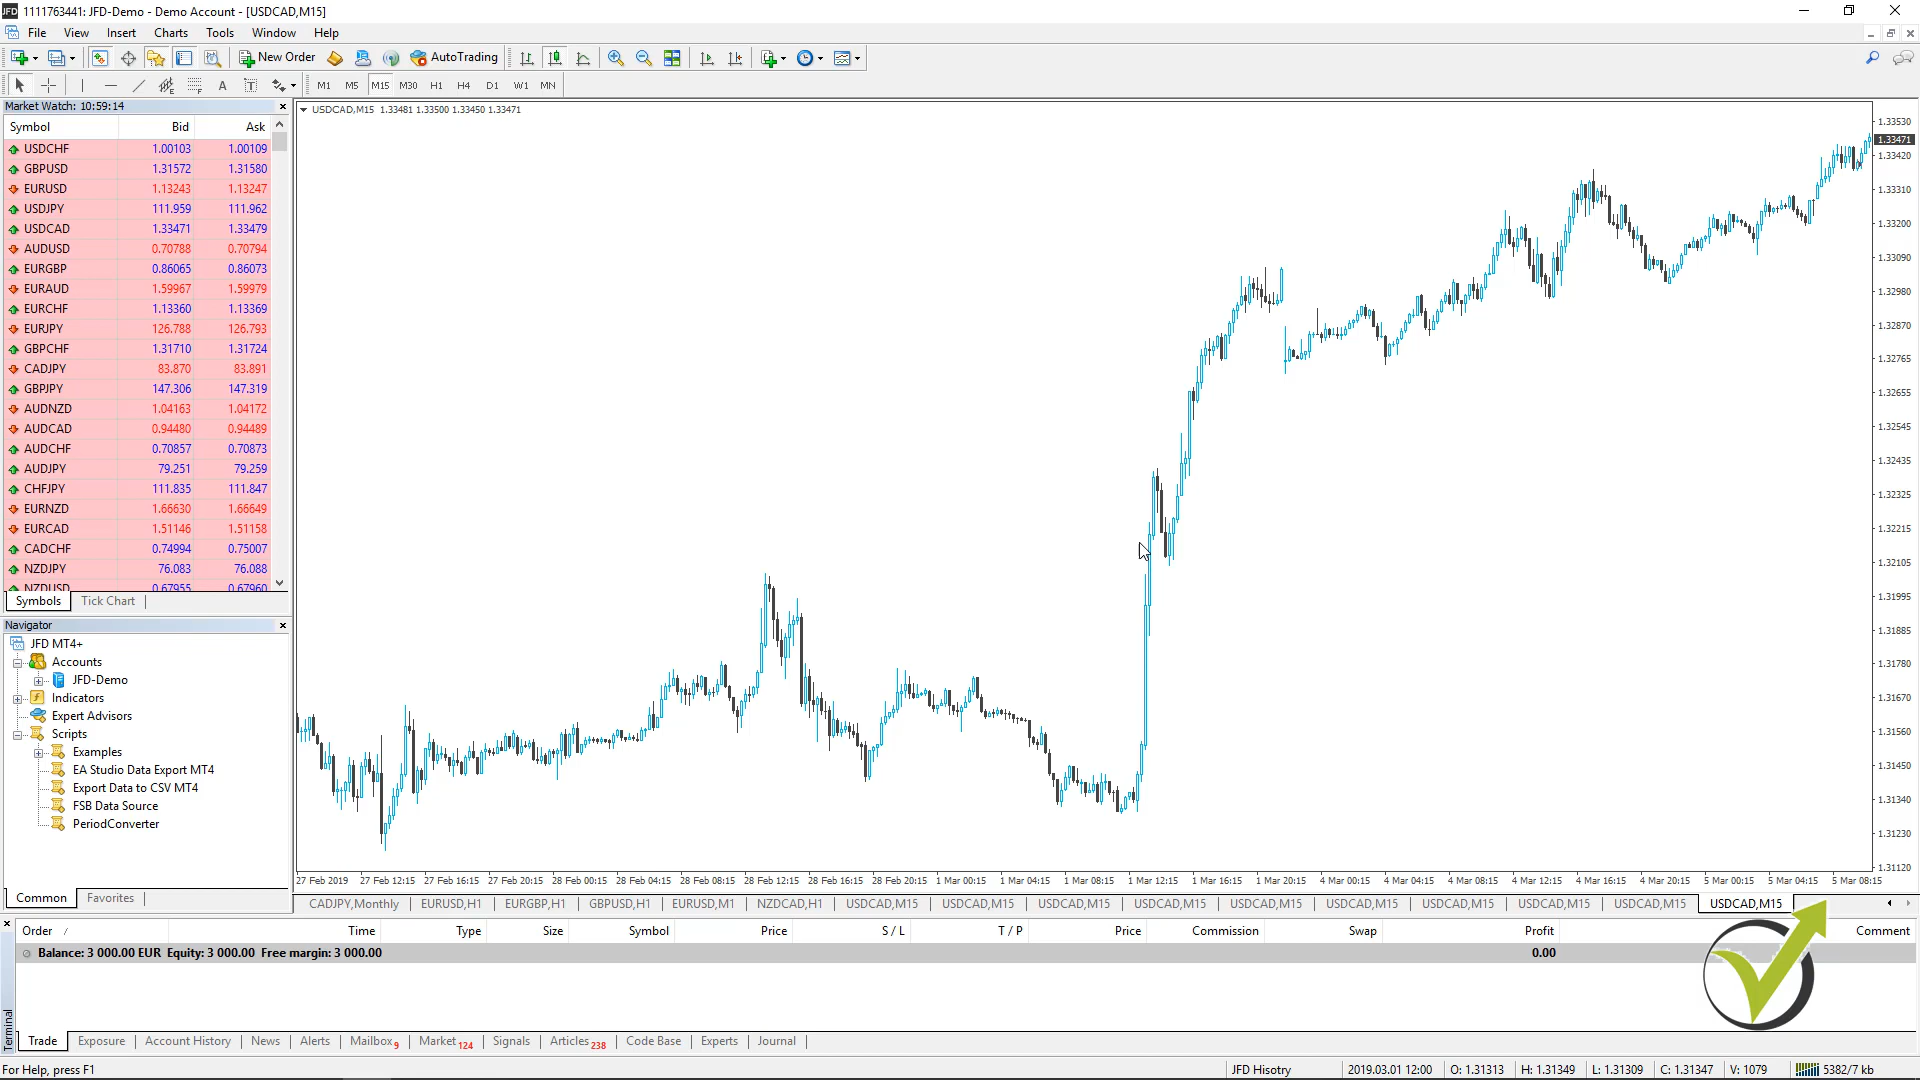 JFD 1111763441: JFD-Demo - Demo Account - [USDCAD,M15]
File View Insert Charts Tools Window Help
New Order AutoTrading
A T M1 M5 M15 M30 H1 H4 D1 W1 MN
Market Watch: 10:59:14
Symbol Bid Ask
USDCHF 1.00103 1.00109
GBPUSD 1.31572 1.31580
EURUSD 1.13243 1.13247
USDJPY 111.959 111.962
USDCAD 1.33471 1.33479
AUDUSD 0.70788 0.70794
EURGBP 0.86065 0.86073
EURAUD 1.59967 1.59979
EURCHF 1.13360 1.13369
EURJPY 126.788 126.793
GBPCHF 1.31710 1.31724
CADJPY 83.870 83.891
GBPJPY 147.306 147.319
AUDNZD 1.04163 1.04172
AUDCAD 0.94480 0.94489
AUDCHF 0.70857 0.70873
AUDJPY 79.251 79.259
CHFJPY 111.835 111.847
EURNZD 1.66630 1.66649
EURCAD 1.51146 1.51158
CADCHF 0.74994 0.75007
NZDJPY 76.083 76.088
NZDUSD 0.67955 0.67960
Symbols Tick Chart
Navigator
JFD MT4+
Accounts
JFD-Demo
Indicators
Expert Advisors
Scripts
Examples
EA Studio Data Export MT4
Export Data to CSV MT4
FSB Data Source
PeriodConverter
Common Favorites
USDCAD,M15 1.33481 1.33500 1.33450 1.33471
1.33530
1.33471
1.33420
1.33310
1.33200
1.33090
1.32980
1.32870
1.32765
1.32655
1.32545
1.32435
1.32325
1.32215
1.32105
1.31995
1.31885
1.31780
1.31670
1.31560
1.31450
1.31340
1.31230
1.31120
27 Feb 2019 27 Feb 12:15 27 Feb 16:15 27 Feb 20:15 28 Feb 00:15 28 Feb 04:15 28 Feb 08:15 28 Feb 12:15 28 Feb 16:15 28 Feb 20:15 1 Mar 00:15 1 Mar 04:15 1 Mar 08:15 1 Mar 12:15 1 Mar 16:15 1 Mar 20:15 4 Mar 00:15 4 Mar 04:15 4 Mar 08:15 4 Mar 12:15 4 Mar 16:15 4 Mar 20:15 5 Mar 00:15 5 Mar 04:15 5 Mar 08:15
CADJPY,Monthly EURUSD,H1 EURGBP,H1 GBPUSD,H1 EURUSD,M1 NZDCAD,H1 USDCAD,M15 USDCAD,M15 USDCAD,M15 USDCAD,M15 USDCAD,M15 USDCAD,M15 USDCAD,M15 USDCAD,M15 USDCAD,M15 USDCAD,M15
Order / Time Type Size Symbol Price S / L T / P Price Commission Swap Profit Comment
Balance: 3 000.00 EUR Equity: 3 000.00 Free margin: 3 000.00 0.00
Terminal
Trade Exposure Account History News Alerts Mailbox 9 Market 124 Signals Articles 238 Code Base Experts Journal
For Help, press F1 JFD Hisotry 2019.03.01 12:00 O: 1.31313 H: 1.31349 L: 1.31309 C: 1.31347 V: 1079 5382/7 kb